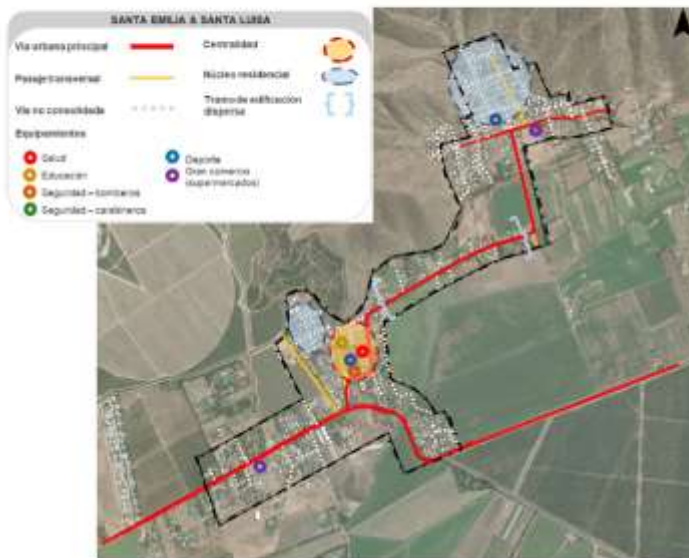 SANTA EMILIA A SANTA LUISA
Vía urbana principal
Centralidad
Pasaje transversal
Núcleo residencial
Vía no consolidada
Tramo de edificación dispersa
Equipamientos
Salud
Educación
Seguridad – bomberos
Seguridad – carabineros
Deporte
Gran comercio
(supermercados)